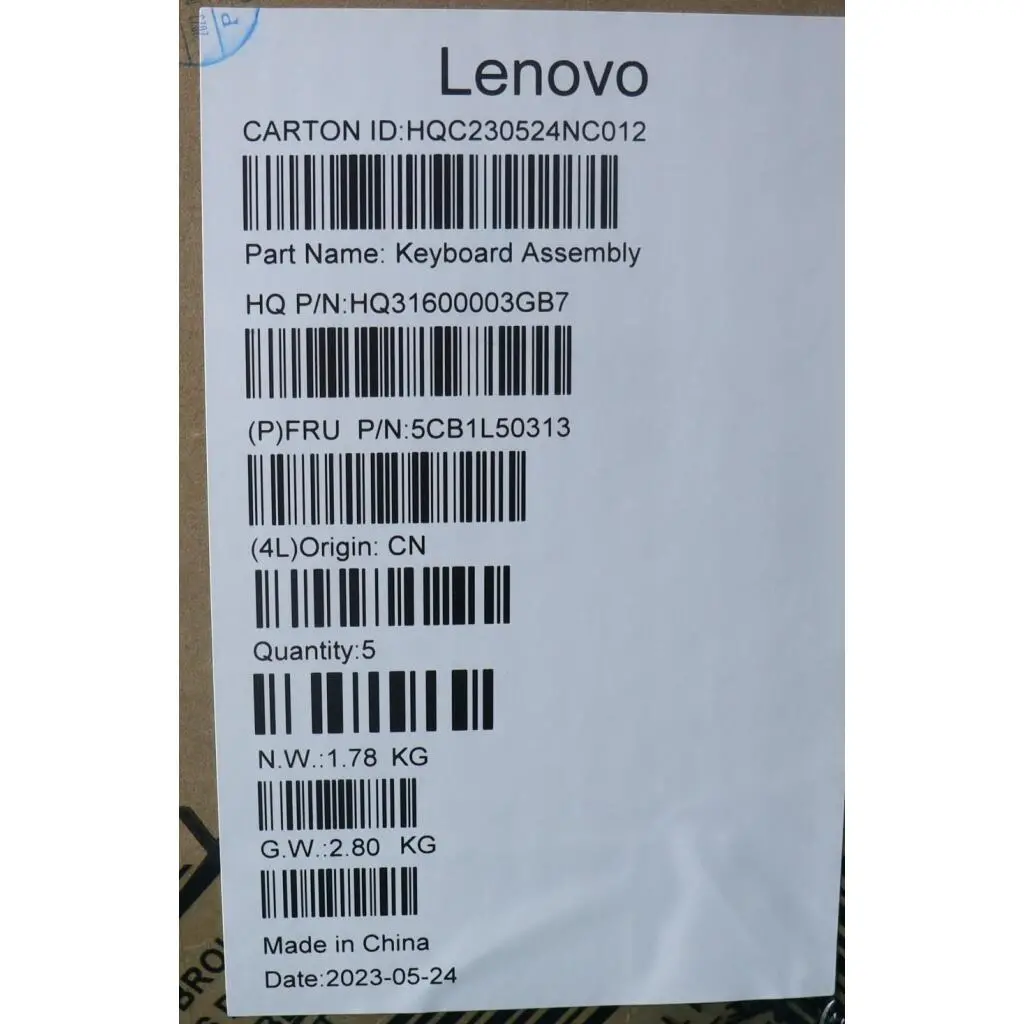 Lenovo
CARTON ID:HQC230524NC012
Part Name: Keyboard Assembly
HQ P/N:HQ31600003GB7
(P)FRU P/N:5CB1L50313
(4L)Origin: CN
Quantity:5
N.W.:1.78 KG
G.W.:2.80 KG
Made in China
Date:2023-05-24